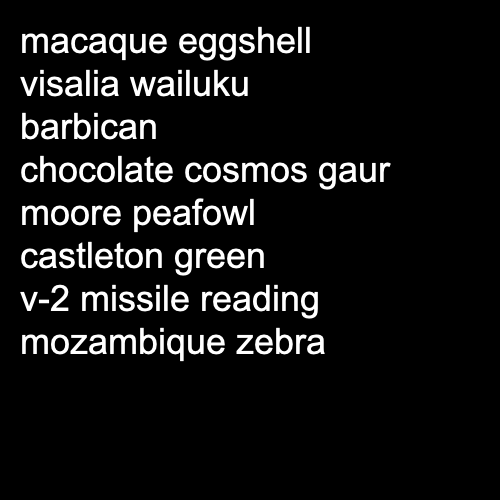 macaque eggshell
visalia wailuku
barbican
chocolate cosmos gaur
moore peafowl
castleton green
v-2 missile reading
mozambique zebra